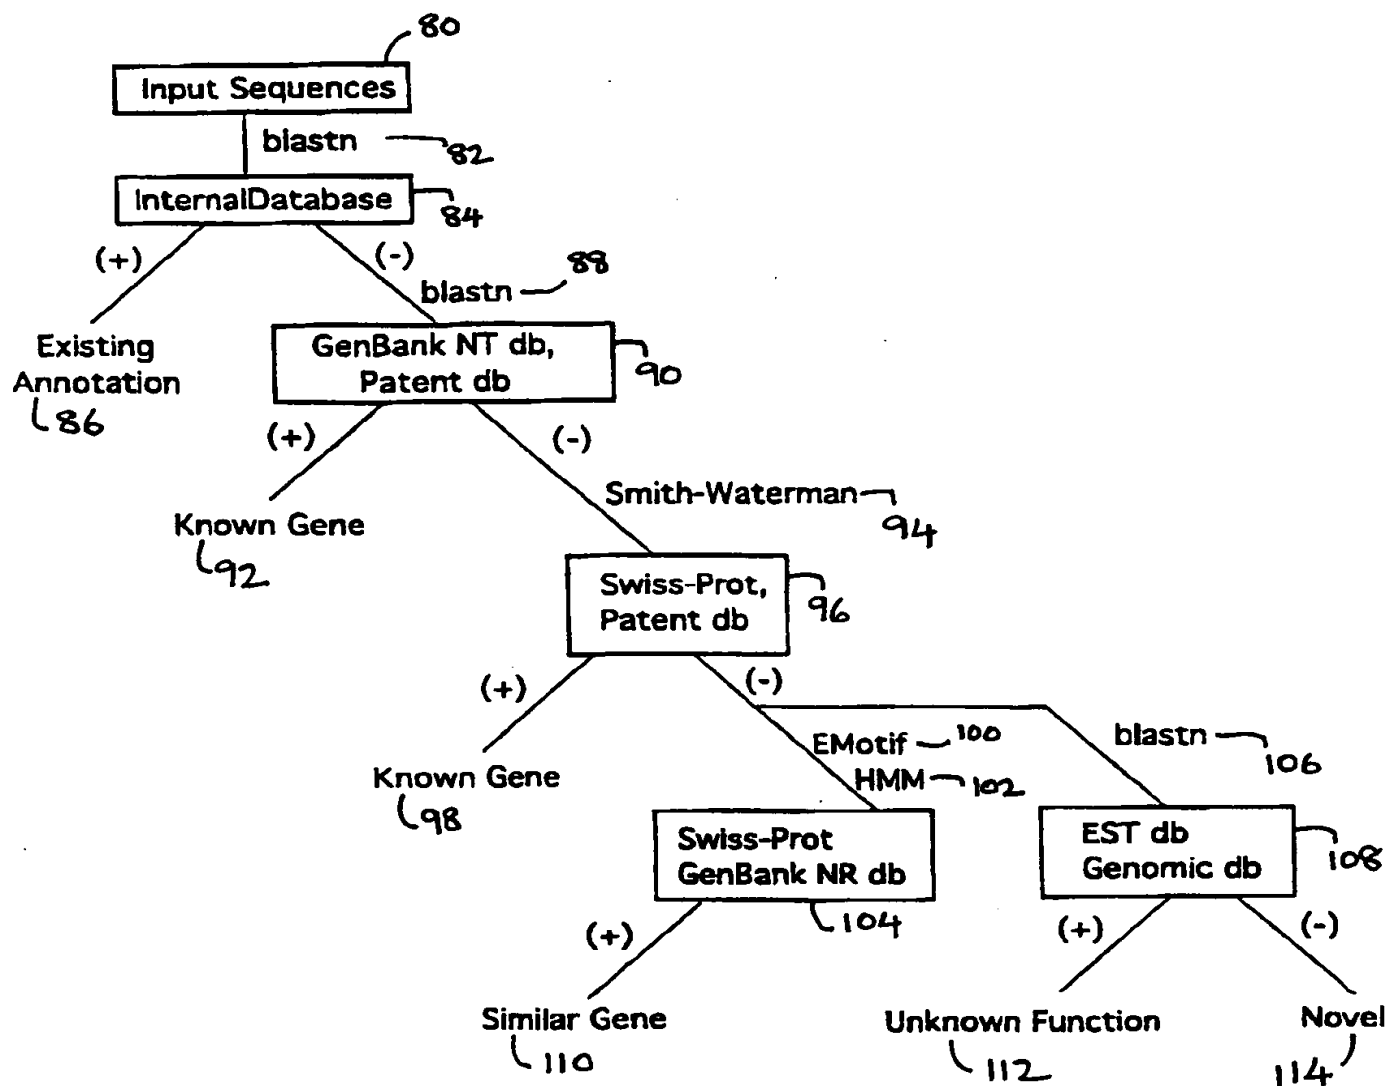 80
Input Sequences
blastn 82
InternalDatabase 84
(+) (-)
blastn 88
Existing
Annotation
86
GenBank NT db,
Patent db
90
(+) (-)
Known Gene
92
Smith-Waterman
94
Swiss-Prot,
Patent db
96
(+) (-)
Known Gene
98
EMotif 100
HMM 102
blastn 106
Swiss-Prot
GenBank NR db
104
EST db
Genomic db
108
(+) (+) (-)
Similar Gene
110
Unknown Function
112
Novel
114